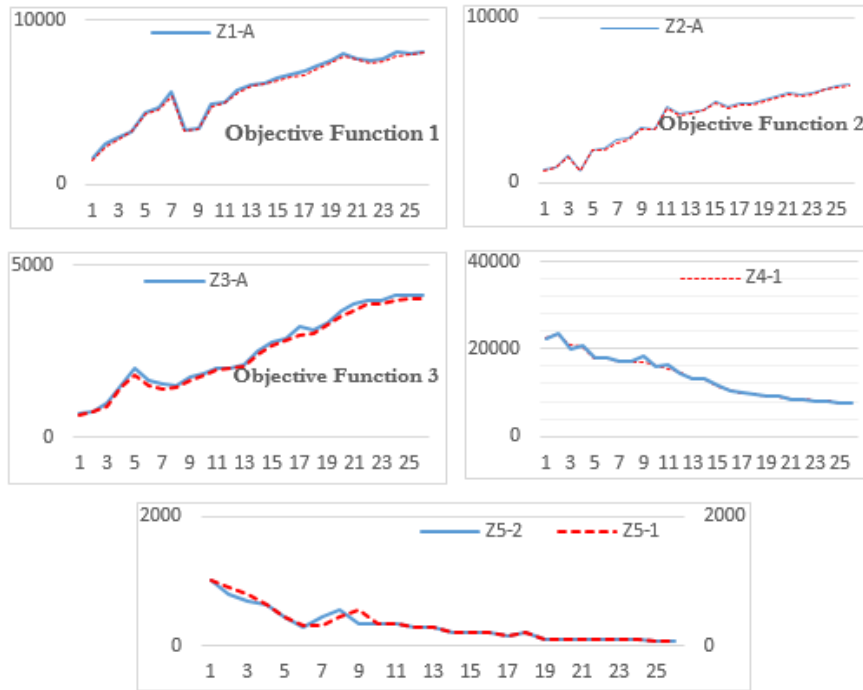 10000
Z1-A
Objective Function 1
0
1 3 5 7 9 11 13 15 17 19 21 23 25
10000
Z2-A
Objective Function 2
0
1 3 5 7 9 11 13 15 17 19 21 23 25
5000
Z3-A
Objective Function 3
0
1 3 5 7 9 11 13 15 17 19 21 23 25
40000
Z4-1
20000
0
1 3 5 7 9 11 13 15 17 19 21 23 25
2000 2000
Z5-2 Z5-1
0 0
1 3 5 7 9 11 13 15 17 19 21 23 25